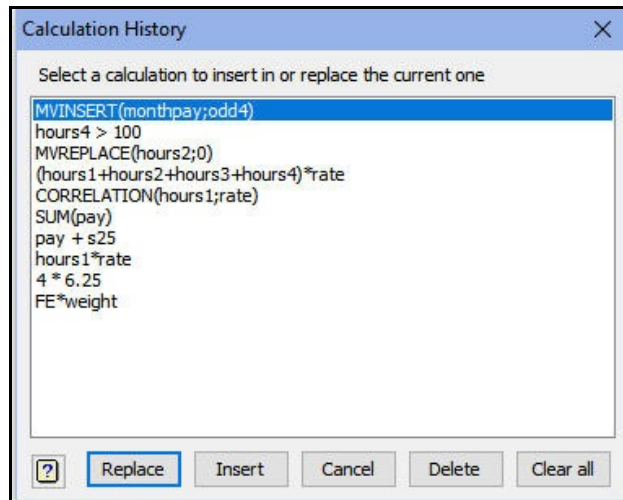 Calculation History
Select a calculation to insert in or replace the current one
MVINSERT(monthpay;odd4)
hours4 > 100
MVREPLACE(hours2;0)
(hours1+hours2+hours3+hours4)*rate
CORRELATION(hours1;rate)
SUM(pay)
pay + s25
hours1*rate
4 * 6.25
FE*weight
? Replace Insert Cancel Delete Clear all